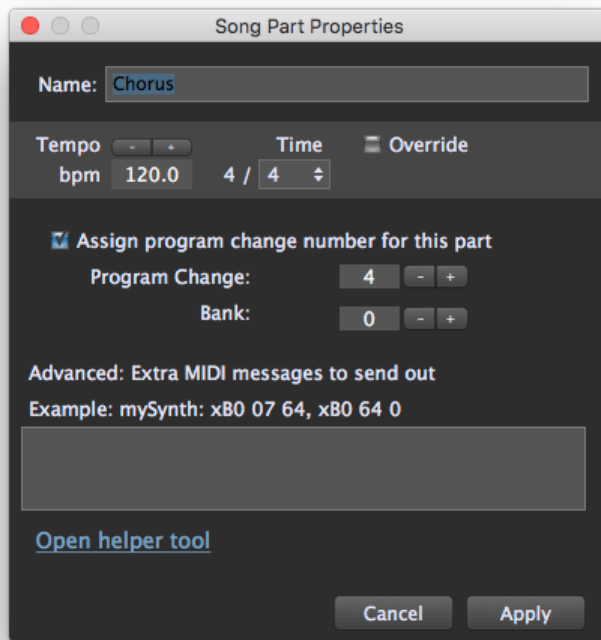 Song Part Properties
Name: Chorus
Tempo - + Time Override
bpm 120.0 4 / 4
Assign program change number for this part
Program Change: 4 - +
Bank: 0 - +
Advanced: Extra MIDI messages to send out
Example: mySynth: xB0 07 64, xB0 64 0
Open helper tool
Cancel Apply